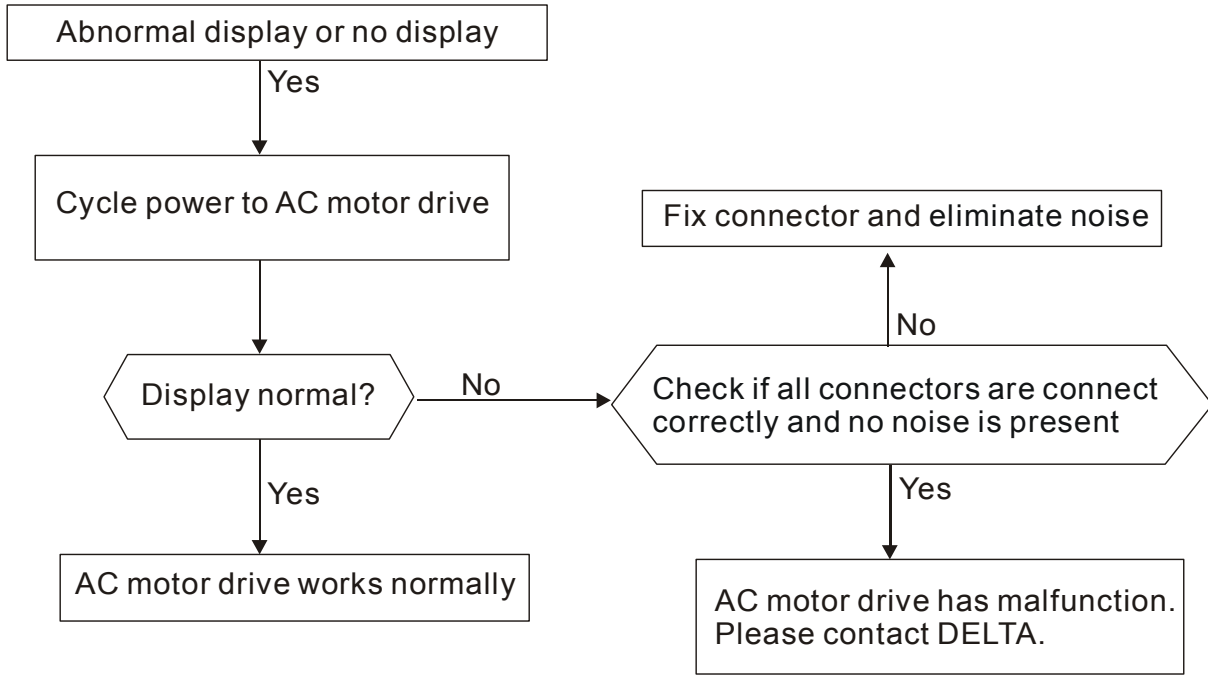 Abnormal display or no display
Yes
Cycle power to AC motor drive
Display normal?
No
Yes
AC motor drive works normally
Fix connector and eliminate noise
No
Check if all connectors are connect
correctly and no noise is present
Yes
AC motor drive has malfunction.
Please contact DELTA.